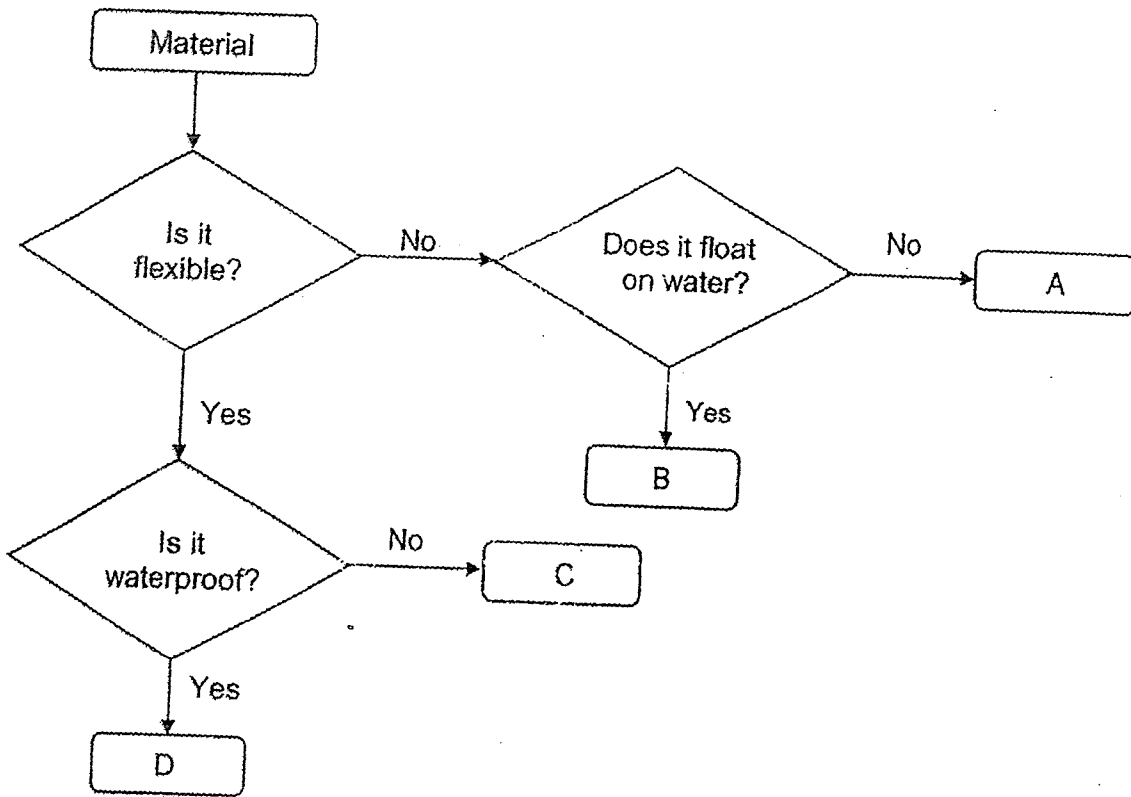 Material
Is it
flexible?
No
Does it float
on water?
No
A
Yes
Yes
B
Is it
waterproof?
No
C
Yes
D